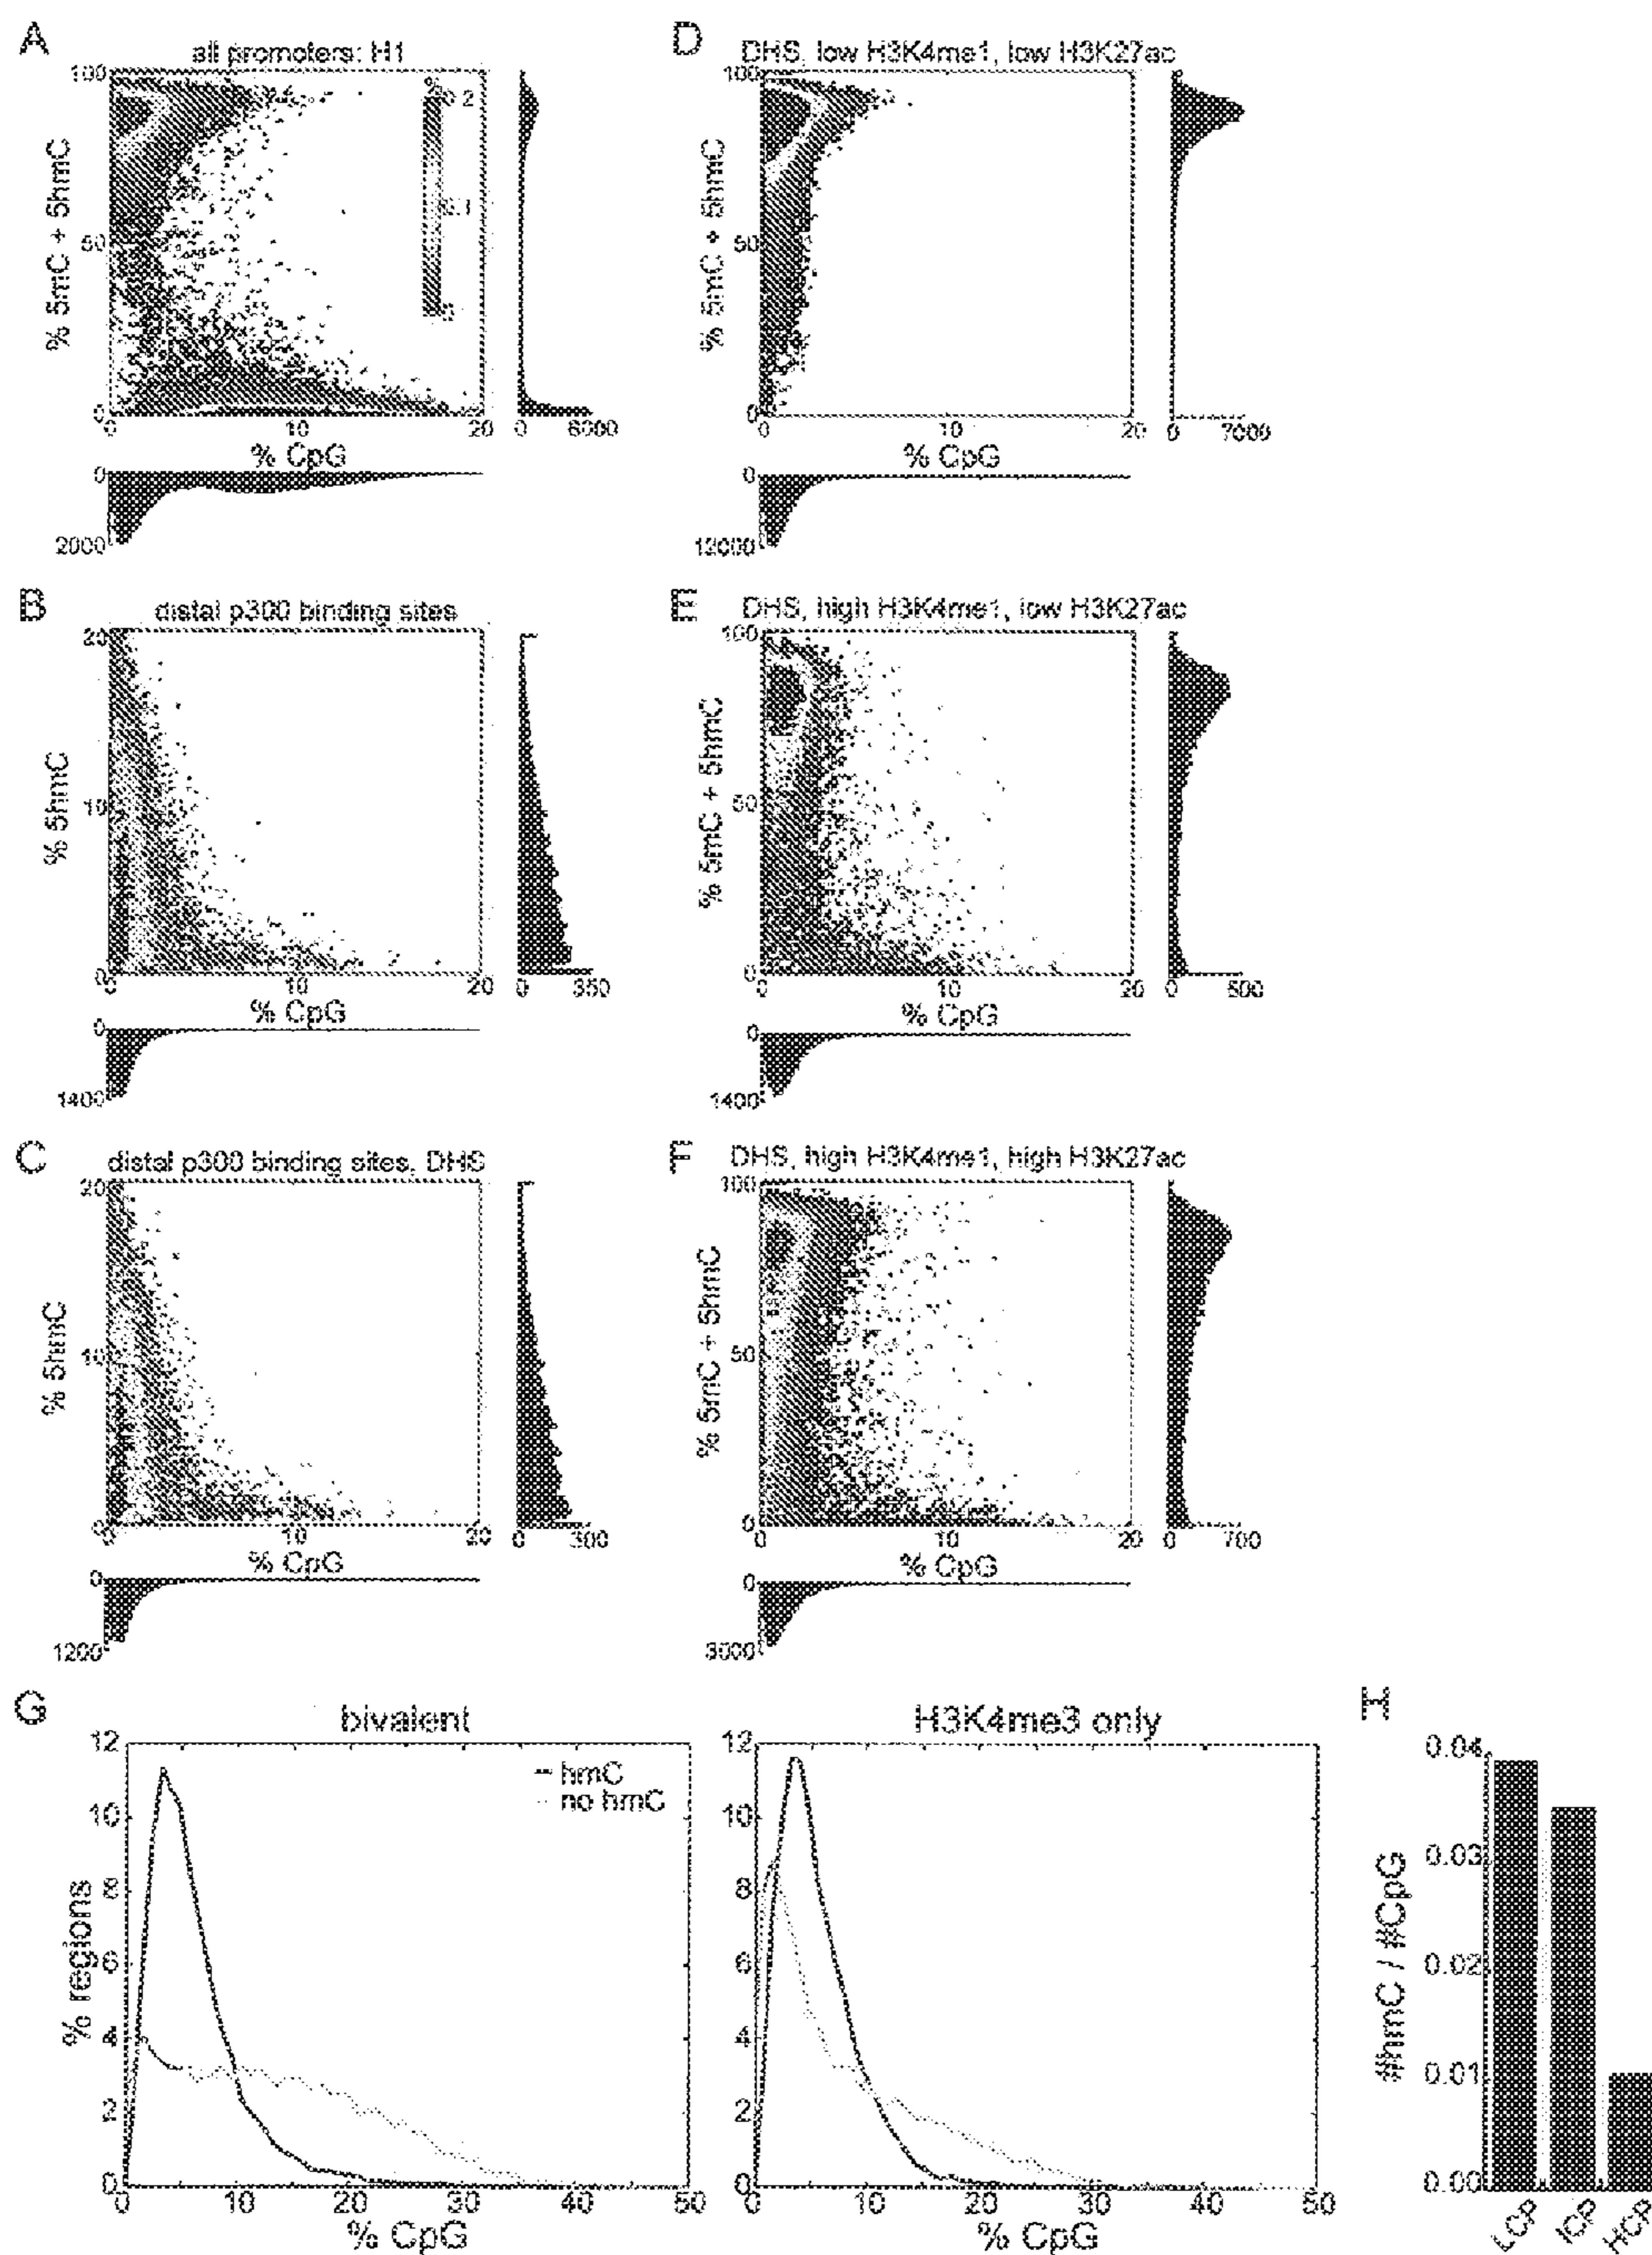 A
all promoters: H1
100
50
0
% 5mC + 5hmC
0 10 20
% CpG
0 6000
0
2000
D
DHS, low H3K4me1, low H3K27ac
100
50
0
% 5mC + 5hmC
0 10 20
% CpG
0 7000
0
12000
B
distal p300 binding sites
20
10
0
% 5hmC
0 10 20
% CpG
0 350
0
1400
E
DHS, high H3K4me1, low H3K27ac
100
50
0
% 5mC + 5hmC
0 10 20
% CpG
0 500
0
1400
C
distal p300 binding sites, DHS
20
10
0
% 5hmC
0 10 20
% CpG
0 300
0
1200
F
DHS, high H3K4me1, high H3K27ac
100
50
0
% 5mC + 5hmC
0 10 20
% CpG
0 700
0
3000
G
bivalent
hmC
no hmC
12
10
8
6
4
2
0
% regions
0 10 20 30 40 50
% CpG
H3K4me3 only
12
10
8
6
4
2
0
0 10 20 30 40 50
% CpG
H
0.04
0.03
0.02
0.01
0.00
#hmC / #CpG
LCP ICP HCP